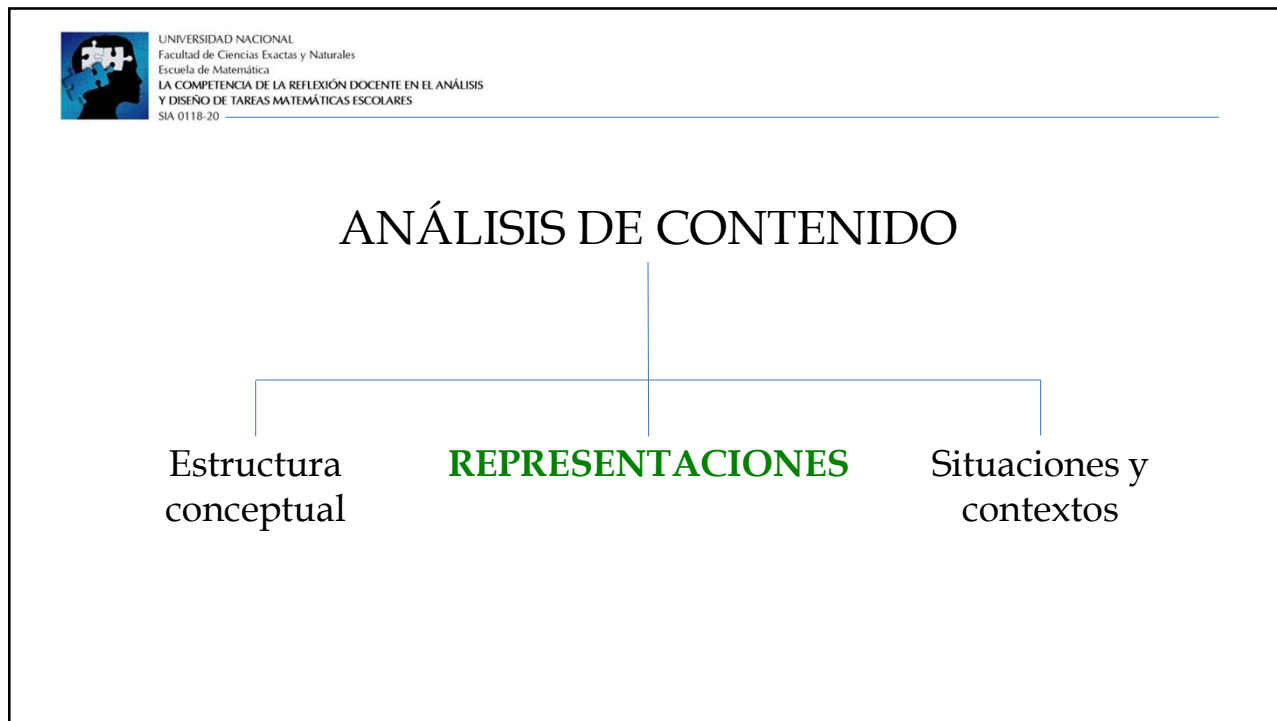 UNIVERSIDAD NACIONAL
Facultad de Ciencias Exactas y Naturales
Escuela de Matemática
LA COMPETENCIA DE LA REFLEXIÓN DOCENTE EN EL ANÁLISIS
Y DISEÑO DE TAREAS MATEMÁTICAS ESCOLARES
SIA 0118-20
ANÁLISIS DE CONTENIDO
Estructura
conceptual
REPRESENTACIONES
Situaciones y
contextos